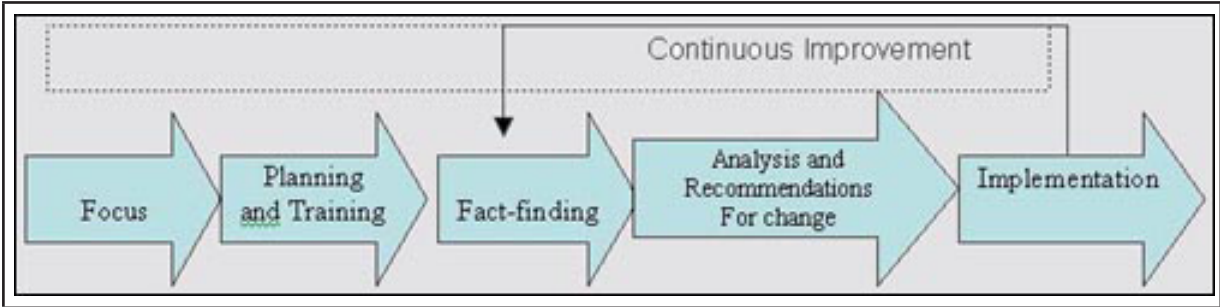 Continuous Improvement
Focus
Planning
and Training
Fact-finding
Analysis and
Recommendations
For change
Implementation